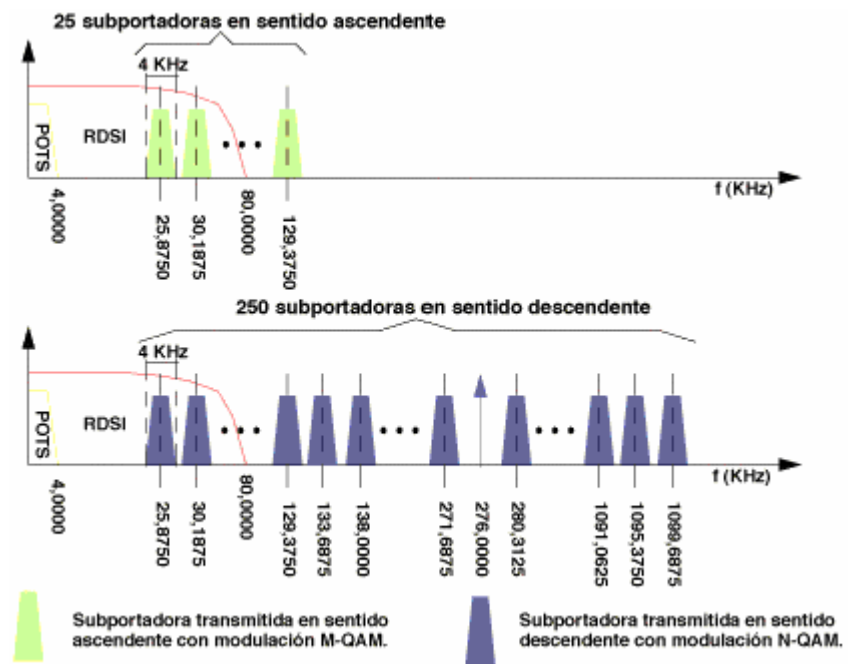 25 subportadoras en sentido ascendente
4 KHz
POTS
RDSI
f (KHz)
4,0000
25,8750
30,1875
80,0000
129,3750
250 subportadoras en sentido descendente
4 KHz
POTS
RDSI
f (KHz)
4,0000
25,8750
30,1875
80,0000
129,3750
133,6875
138,0000
271,6875
276,0000
280,3125
1091,0625
1095,3750
1099,6875
Subportadora transmitida en sentido
ascendente con modulación M-QAM.
Subportadora transmitida en sentido
descendente con modulación N-QAM.